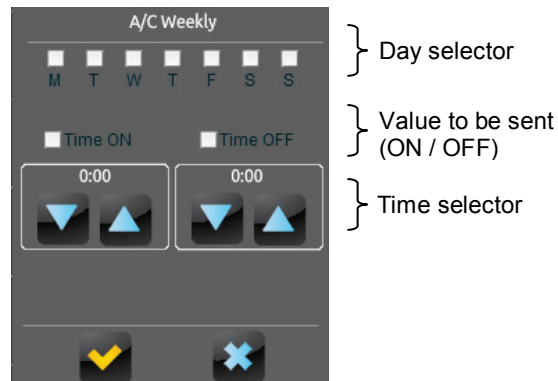 A/C Weekly
M T W T F S S
Day selector
Time ON Time OFF
Value to be sent
(ON / OFF)
0:00 0:00
Time selector